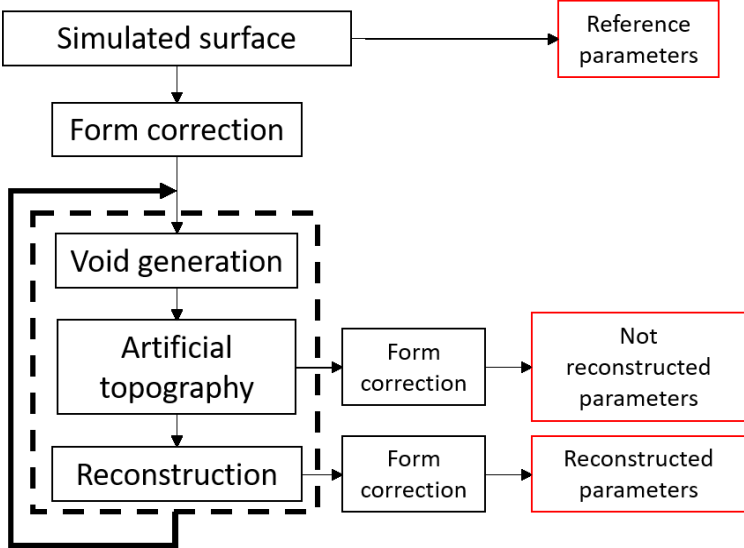 Simulated surface
Reference
parameters
Form correction
Void generation
Artificial
topography
Form
correction
Not
reconstructed
parameters
Reconstruction
Form
correction
Reconstructed
parameters